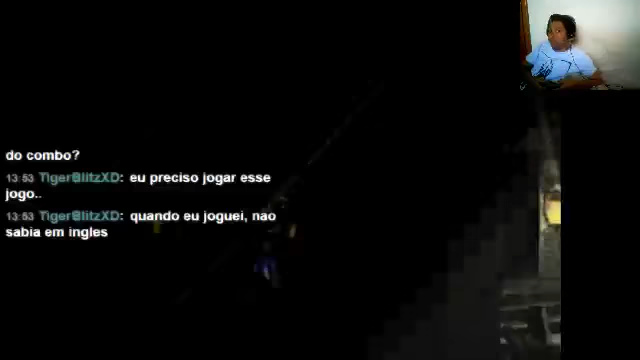 do combo?
13:53 TigerBlitzXD: eu preciso jogar esse
jogo..
13:53 TigerBlitzXD: quando eu joguei, não
sabia em ingles